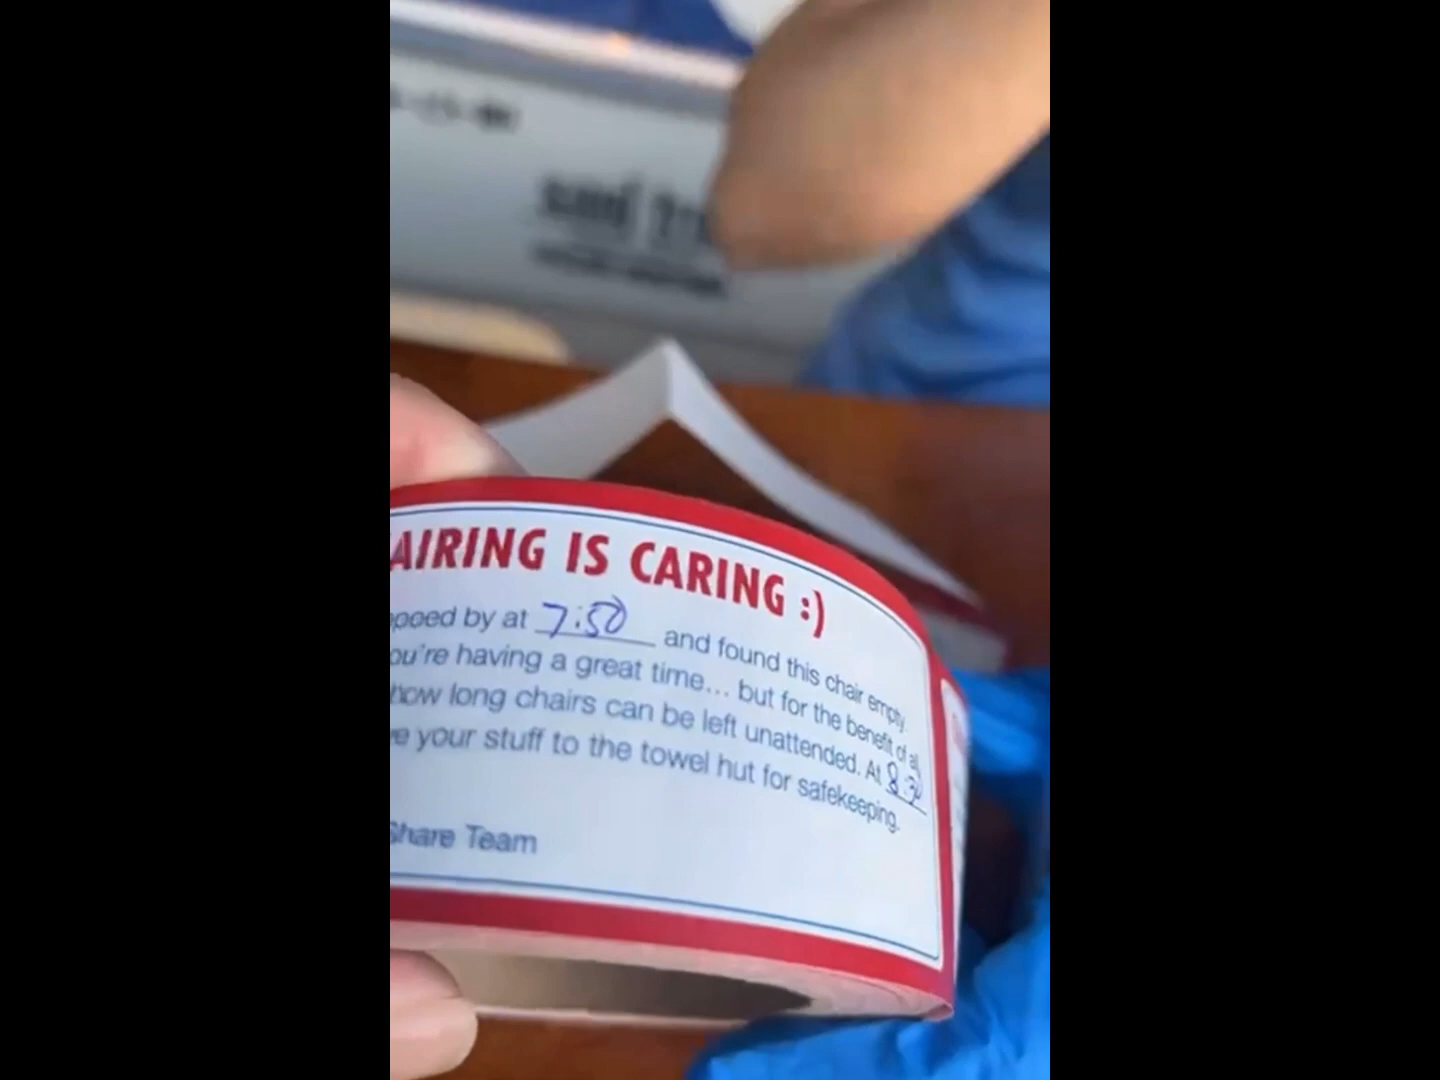 AIRING IS CARING :)
pped by at 7:50 and found this chair empty.
ou're having a great time... but for the benefit of all,
how long chairs can be left unattended. At 8:30
e your stuff to the towel hut for safekeeping.
Share Team